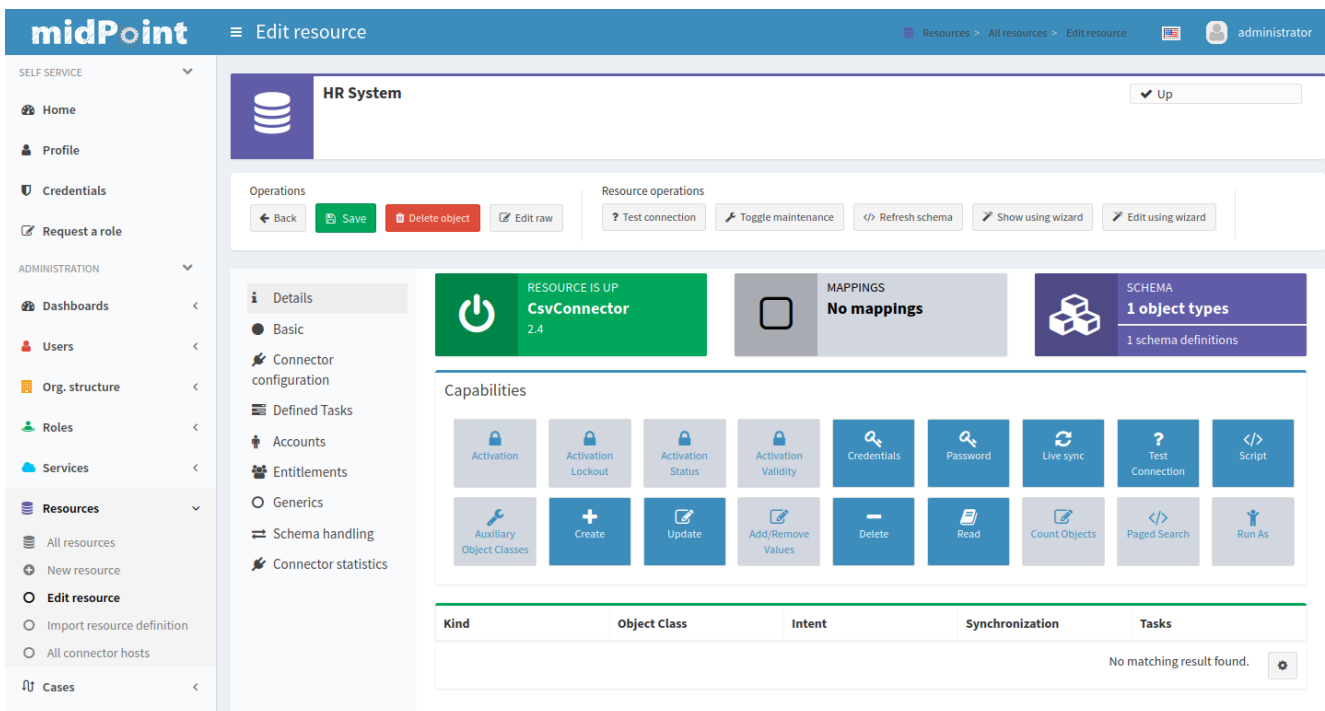 midPoint
Edit resource
Resources > All resources > Edit resource
administrator
SELF SERVICE
Home
Profile
Credentials
Request a role
ADMINISTRATION
Dashboards
Users
Org. structure
Roles
Services
Resources
All resources
New resource
Edit resource
Import resource definition
All connector hosts
Cases
HR System
Up
Operations
Back
Save
Delete object
Edit raw
Resource operations
? Test connection
Toggle maintenance
</> Refresh schema
Show using wizard
Edit using wizard
Details
Basic
Connector
configuration
Defined Tasks
Accounts
Entitlements
Generics
Schema handling
Connector statistics
RESOURCE IS UP
CsvConnector
2.4
MAPPINGS
No mappings
SCHEMA
1 object types
1 schema definitions
Capabilities
Activation
Activation
Lockout
Activation
Status
Activation
Validity
Credentials
Password
Live sync
?
Test
Connection
</>
Script
Auxiliary
Object Classes
Create
Update
Add/Remove
Values
Delete
Read
Count Objects
</>
Paged Search
Run As
Kind Object Class Intent Synchronization Tasks
No matching result found.